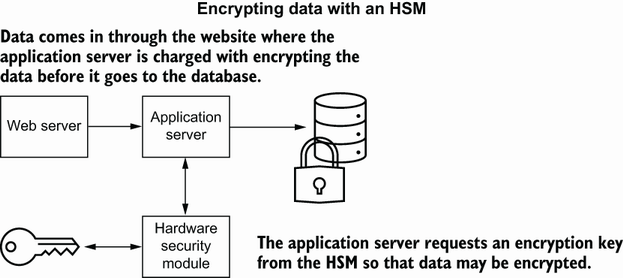 Encrypting data with an HSM
Data comes in through the website where the
application server is charged with encrypting the
data before it goes to the database.
Web server
Application
server
Hardware
security
module
The application server requests an encryption key
from the HSM so that data may be encrypted.